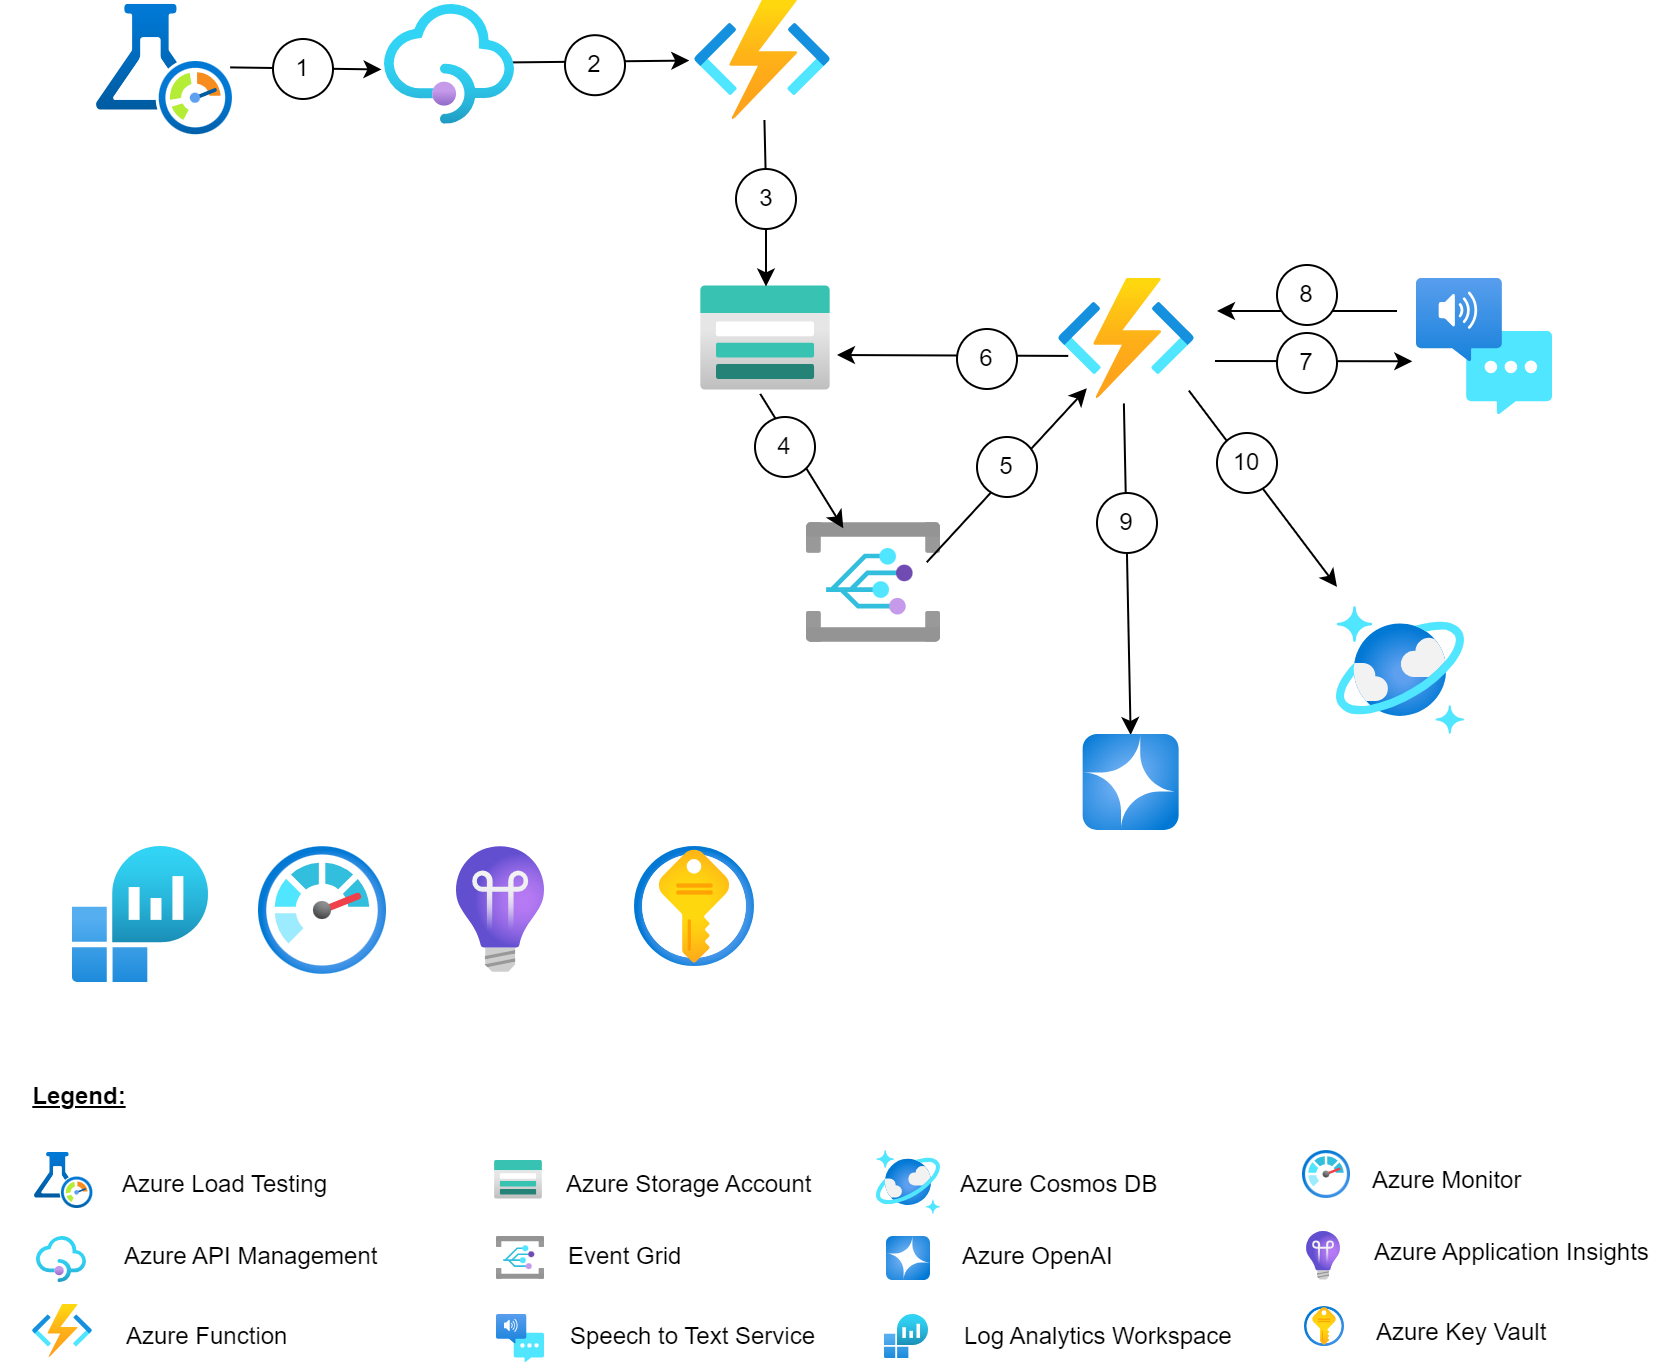 1
2
3
8
6
7
4
5
10
9
Legend:
Azure Load Testing
Azure Storage Account
Azure Cosmos DB
Azure Monitor
Azure API Management
Event Grid
Azure OpenAI
Azure Application Insights
Azure Function
Speech to Text Service
Log Analytics Workspace
Azure Key Vault